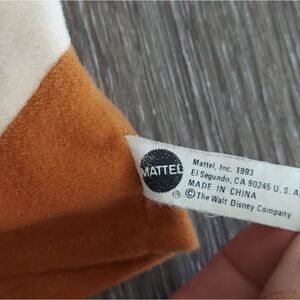 MATTEL
Mattel, Inc. 1993
El Segundo, CA 90245 U. S. A
MADE IN CHINA
© The Walt Disney Company